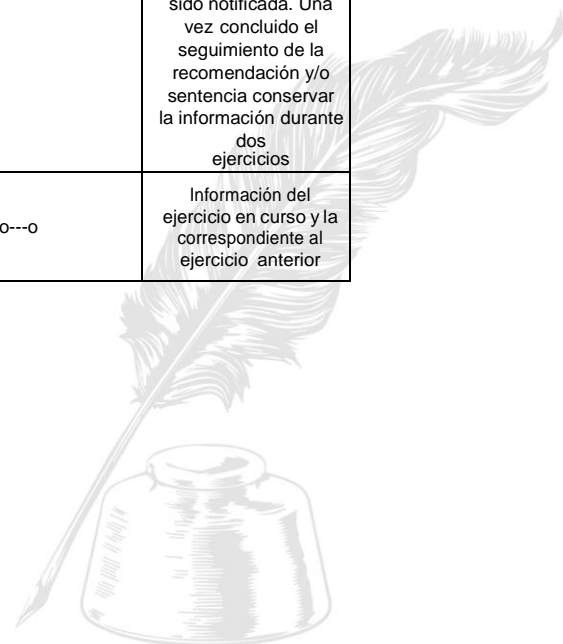 sido notificada. Una
vez concluido el
seguimiento de la
recomendación y/o
sentencia conservar
la información durante
dos
ejercicios
o---o
Información del
ejercicio en curso y la
correspondiente al
ejercicio anterior